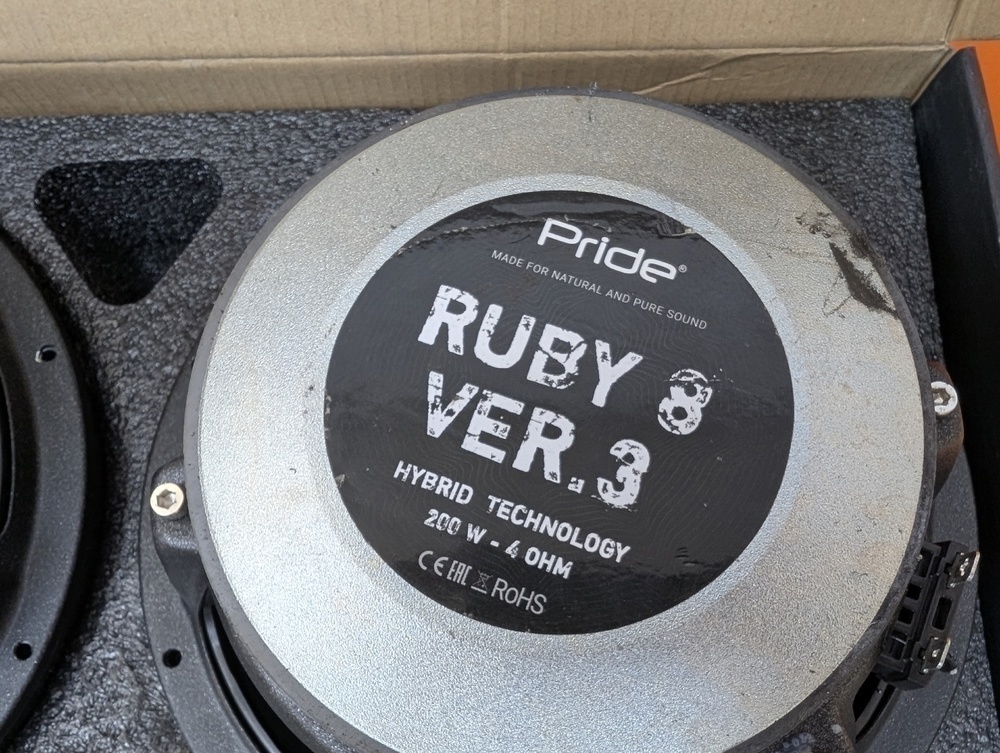 Pride®
MADE FOR NATURAL AND PURE SOUND
RUBY 8
VER.3
HYBRID TECHNOLOGY
200 W - 4 OHM
CE EAC RoHS